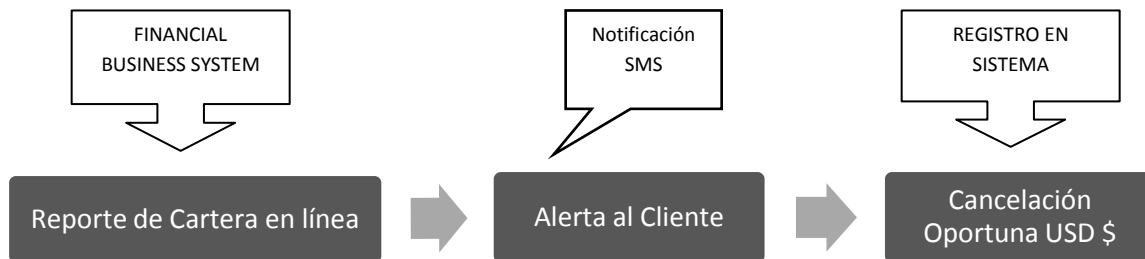 FINANCIAL
BUSINESS SYSTEM
Notificación
SMS
REGISTRO EN
SISTEMA
Reporte de Cartera en línea
Alerta al Cliente
Cancelación
Oportuna USD $